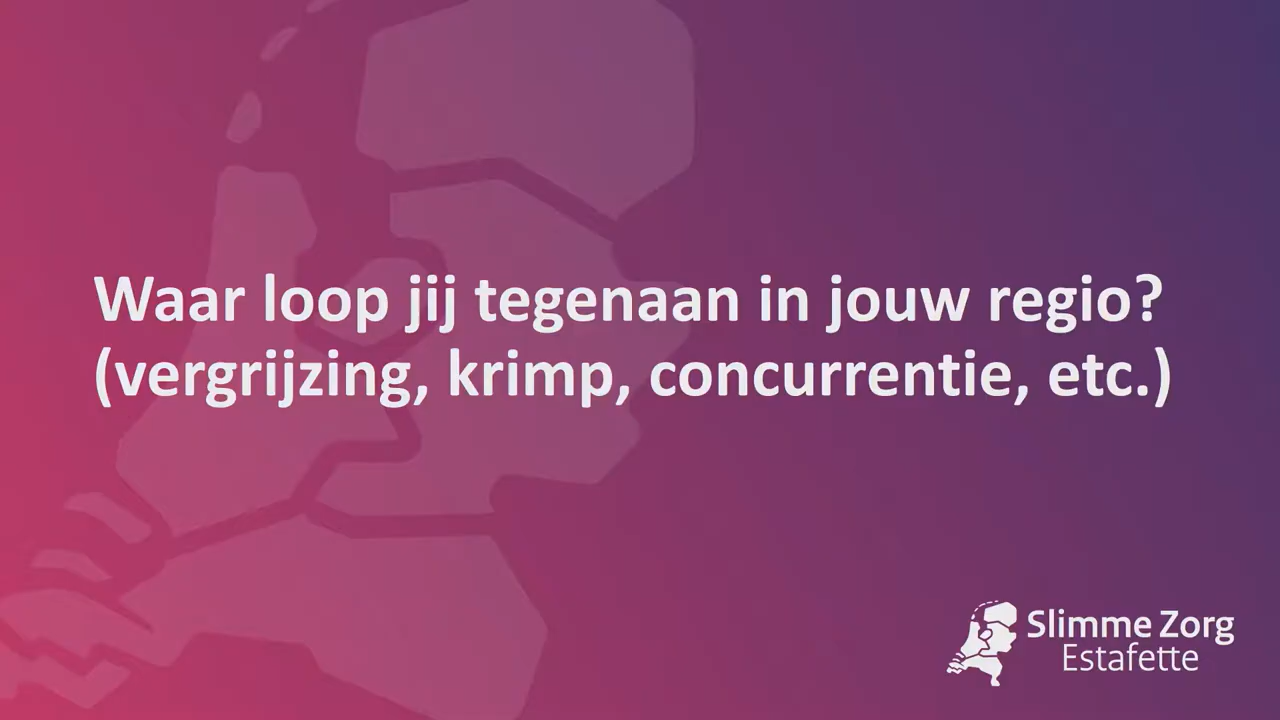 Waar loop jij tegenaan in jouw regio?
(vergrijzing, krimp, concurrentie, etc.)
Slimme Zorg
Estafette